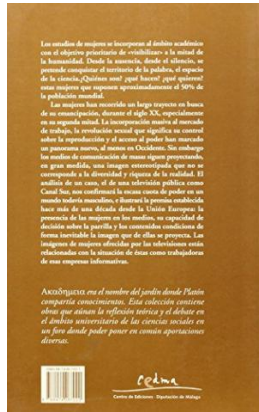 Los estudios de mujeres se incorporan al ámbito académico
con el objetivo prioritario de «visibilizar» a la mitad de
la humanidad. Desde la ausencia, desde el silencio, se
pretende conquistar el territorio de la palabra, el espacio
de la ciencia.¿Quiénes son? ¿qué hacen? ¿qué quieren?
estas mujeres que suponen aproximadamente el 50% de
la población mundial.
Las mujeres han recorrido un largo trayecto en busca
de su emancipación, durante el siglo XX, especialmente
en su segunda mitad. La incorporación masiva al mercado
de trabajo, la revolución sexual que significa su control
sobre la reproducción y el acceso al poder han marcado
un panorama nuevo, al menos en Occidente. Sin embargo
los medios de comunicación de masas siguen proyectando,
en gran medida, una imagen estereotipada que no se
corresponde a la diversidad y riqueza de la realidad. El
análisis de un caso, el de una televisión pública como
Canal Sur, nos confirmará la escasa cuota de poder en un
mundo todavía masculino, e ilustrará la premisa establecida
hace más de una década desde la Unión Europea: la
presencia de las mujeres en los medios, su capacidad de
decisión sobre la parrilla y los contenidos condiciona de
forma inevitable la imagen que de ellas se proyecta. Las
imágenes de mujeres ofrecidas por las televisiones están
relacionadas con la situación de éstas como trabajadoras
de esas empresas informativas.
Ακαδημεια era el nombre del jardín donde Platón
compartía conocimientos. Esta colección contiene
obras que aúnan la reflexión teórica y el debate en
el ámbito universitario de las ciencias sociales en
un foro donde poder poner en común aportaciones
diversas.
cedma
Centro de Ediciones · Diputación de Málaga